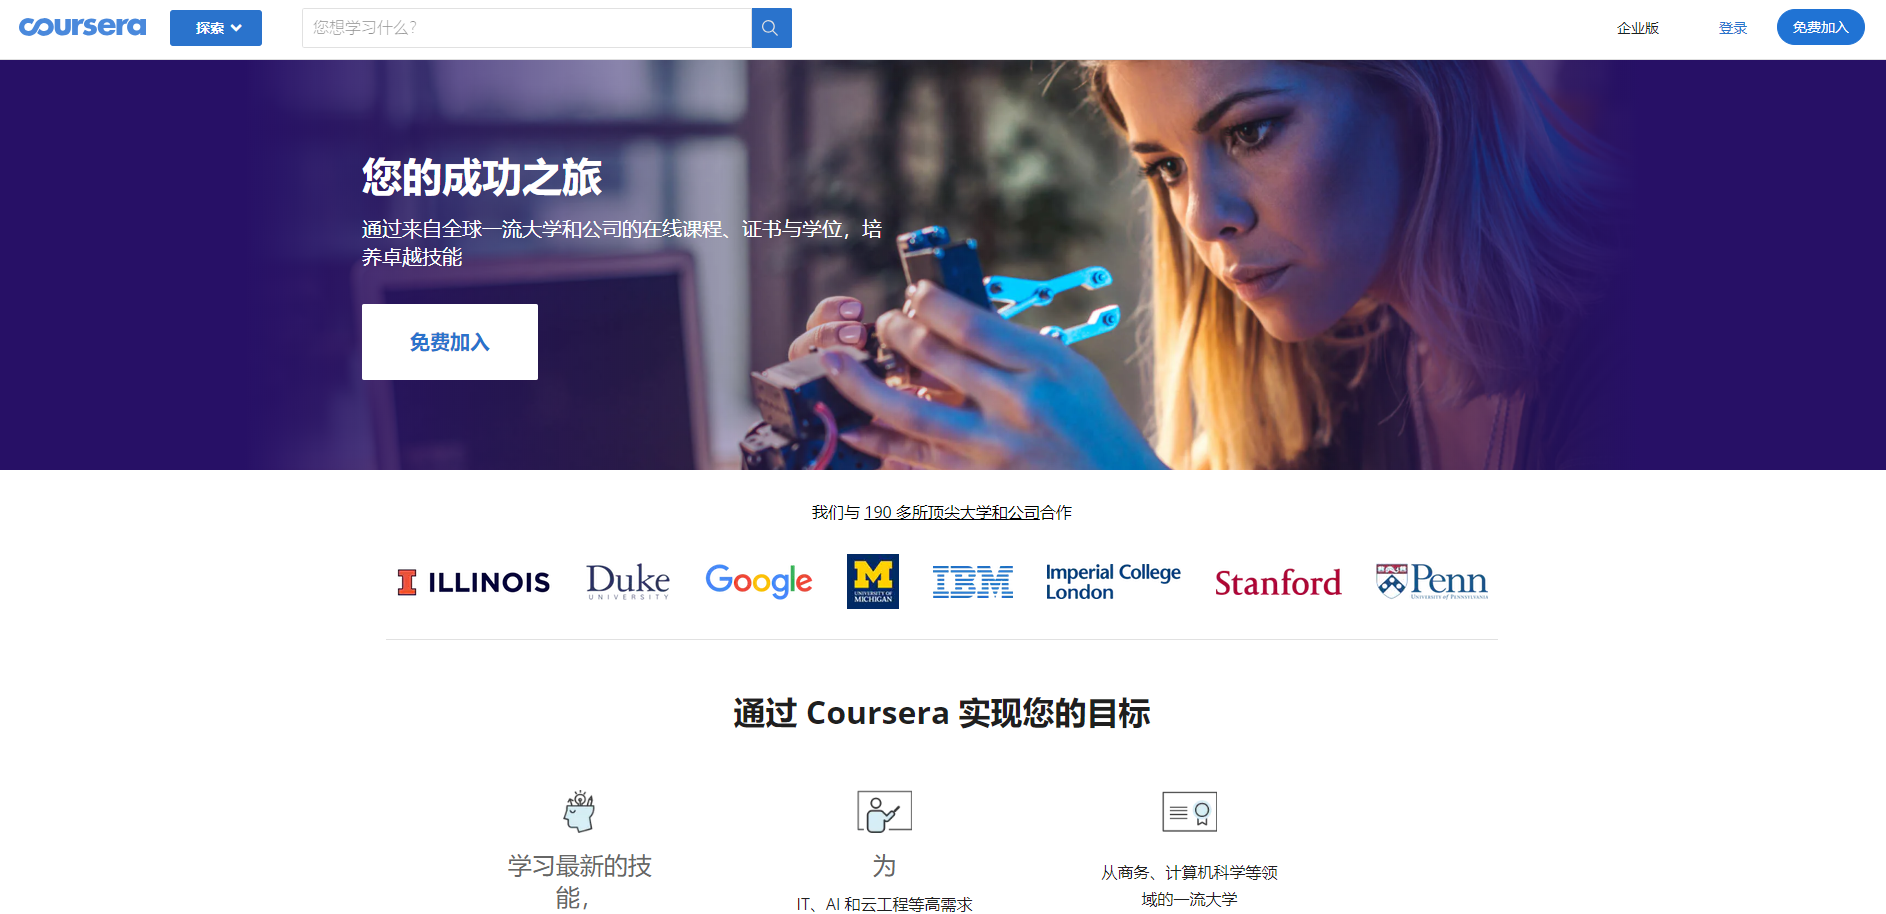 coursera
探索
您想学习什么？
企业版
登录
免费加入
您的成功之旅
通过来自全球一流大学和公司的在线课程、证书与学位，培
养卓越技能
免费加入
我们与 190 多所顶尖大学和公司合作
I ILLINOIS
Duke
UNIVERSITY
Google
M
UNIVERSITY OF
MICHIGAN
IBM
Imperial College
London
Stanford
Penn
UNIVERSITY OF PENNSYLVANIA
通过 Coursera 实现您的目标
学习最新的技
能，
为
IT、AI 和云工程等高需求
从商务、计算机科学等领
域的一流大学